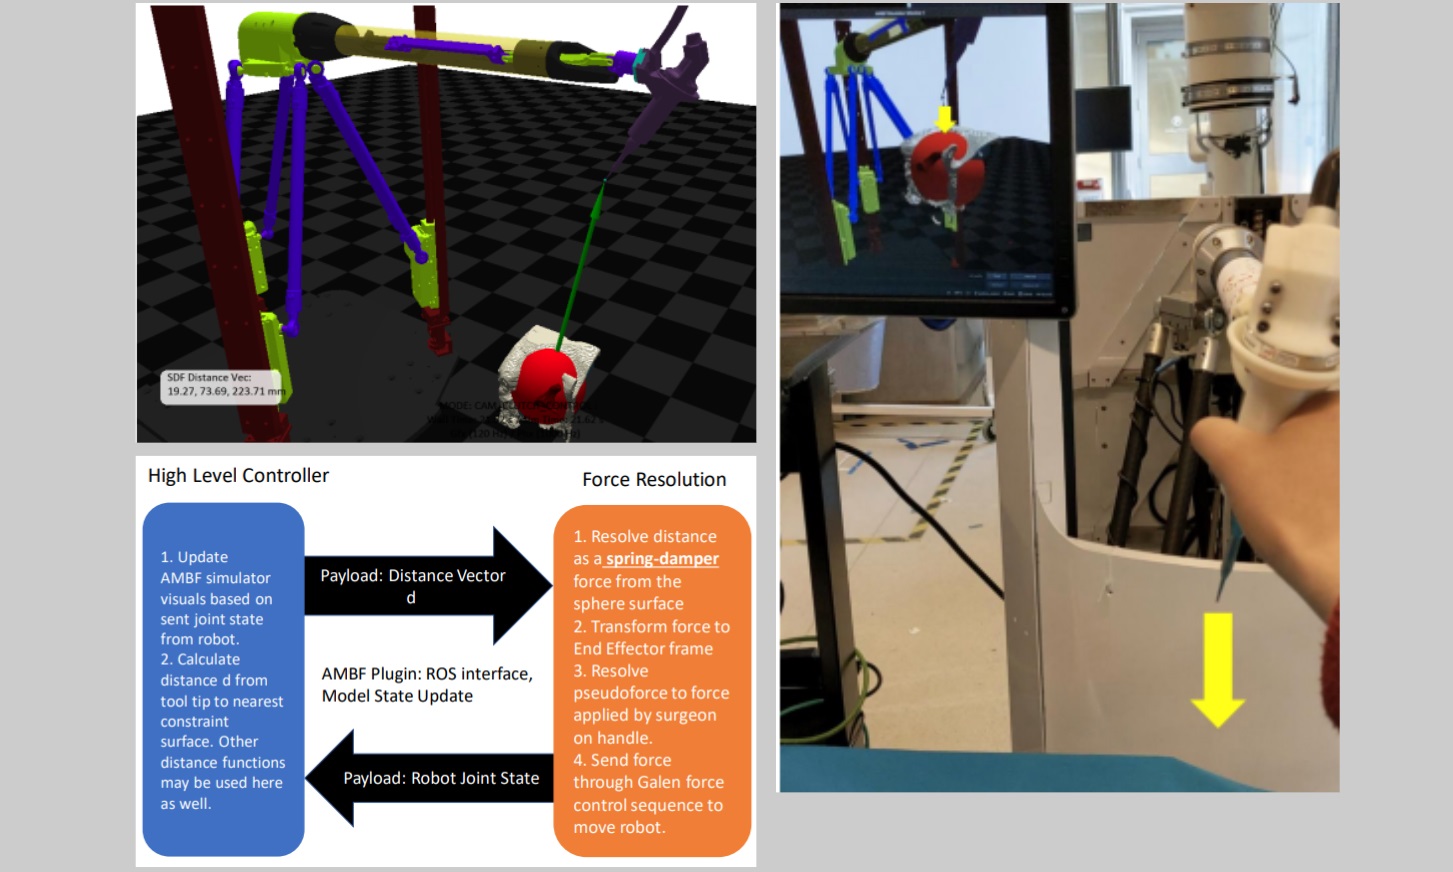 SDF Distance Vec:
19.27, 73.69, 223.71 mm
High Level Controller
Force Resolution
1. Update
AMBF simulator
visuals based on
sent joint state
from robot.
2. Calculate
distance d from
tool tip to nearest
constraint
surface. Other
distance functions
may be used here
as well.
Payload: Distance Vector
d
AMBF Plugin: ROS interface,
Model State Update
Payload: Robot Joint State
1. Resolve distance
as a spring-damper
force from the
sphere surface
2. Transform force to
End Effector frame
3. Resolve
pseudoforce to force
applied by surgeon
on handle.
4. Send force
through Galen force
control sequence to
move robot.